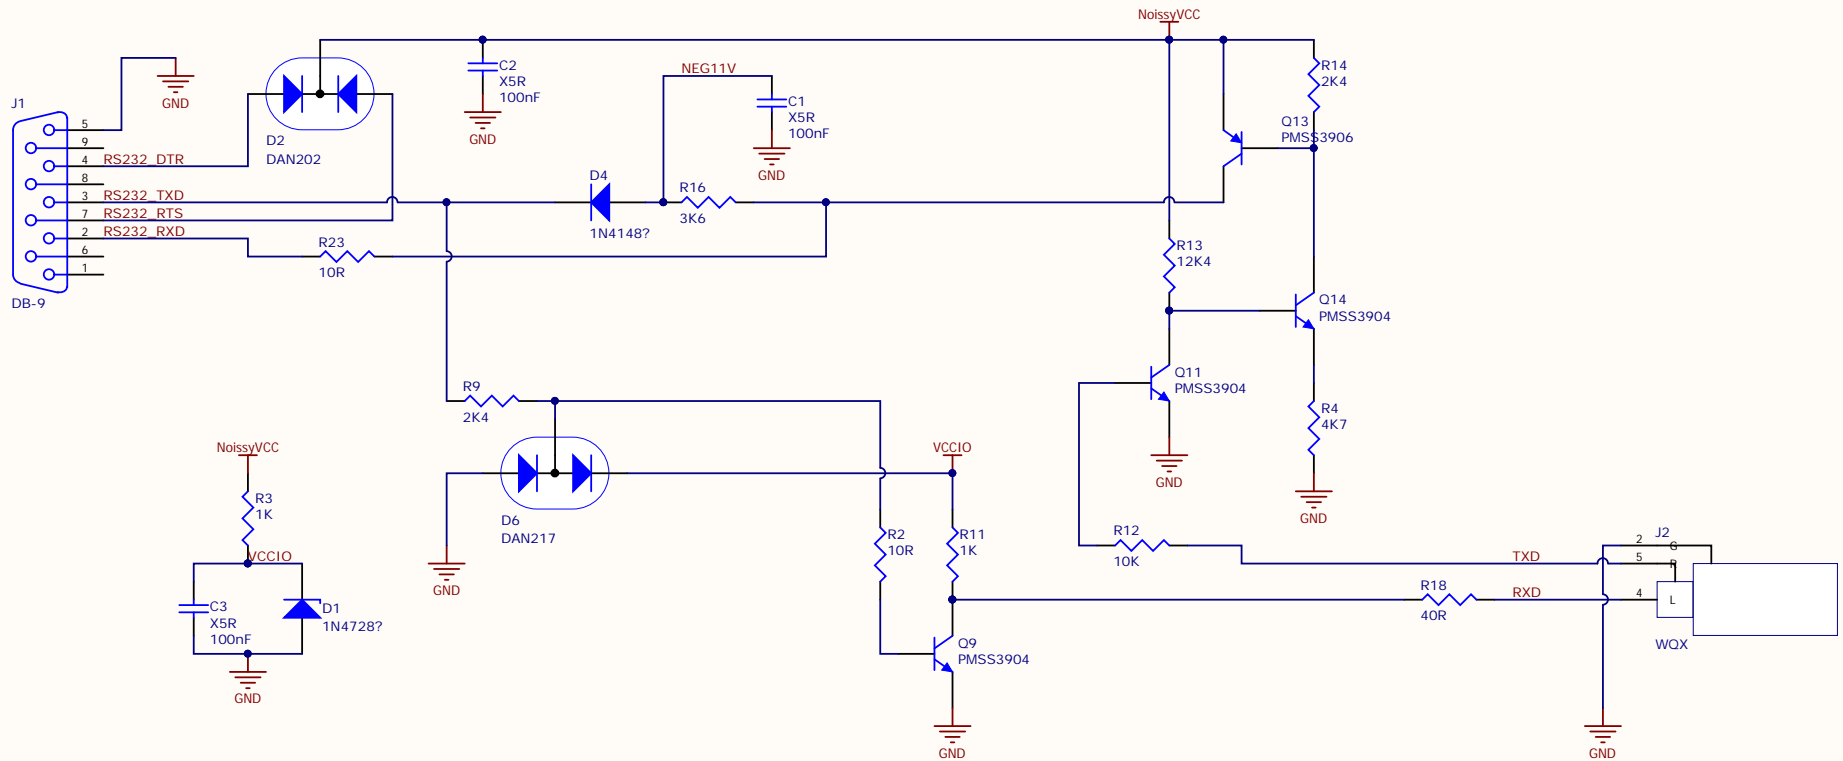 NoissyVCC
J1
GND
5
9
4
8
3
7
2
6
1
RS232_DTR
RS232_TXD
RS232_RTS
RS232_RXD
DB-9
D2
DAN202
C2
X5R
100nF
GND
NEG11V
C1
X5R
100nF
GND
D4
1N4148?
R16
3K6
R23
10R
R14
2K4
Q13
PMSS3906
R13
12K4
Q14
PMSS3904
Q11
PMSS3904
GND
R4
4K7
GND
R9
2K4
D6
DAN217
GND
VCCIO
NoissyVCC
R3
1K
VCCIO
C3
X5R
100nF
D1
1N4728?
GND
R2
10R
R11
1K
Q9
PMSS3904
GND
R12
10K
TXD
R18
40R
RXD
J2
2
G
5
R
4
L
WQX
GND